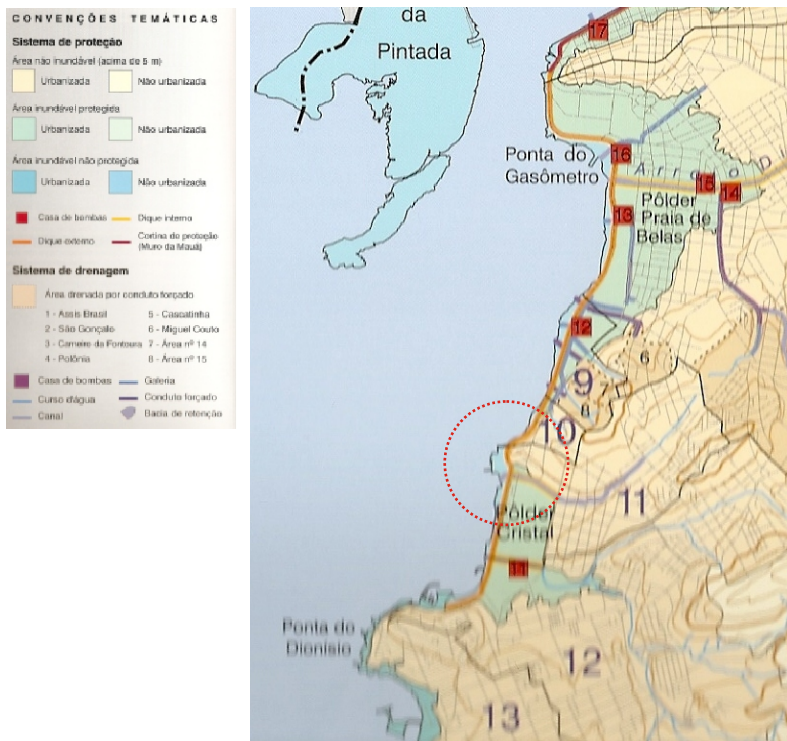 CONVENÇÕES TEMÁTICAS
Sistema de proteção
Área não inundável (acima de 5 m)
Urbanizada
Não urbanizada
Área inundável protegida
Urbanizada
Não urbanizada
Área inundável não protegida
Urbanizada
Não urbanizada
Casa de bombas
Dique interno
Dique externo
Cortina de proteção
(Muro da Mauá)
Sistema de drenagem
Área drenada por conduto forçado
1 - Assis Brasil
5 - Cascatinha
2 - São Gonçalo
6 - Miguel Couto
3 - Carneiro da Fontoura
7 - Área nº 14
4 - Polônia
8 - Área nº 15
Casa de bombas
Galeria
Curso d'água
Conduto forçado
Canal
Bacia de retenção
da
Pintada
17
16
Ponta do
Gasômetro
Arroio Di
15
14
13
Pôlder
Praia de
Belas
12
6
9
7
8
10
11
Pôlder
Cristal
11
Ponta do
Dionísio
12
13